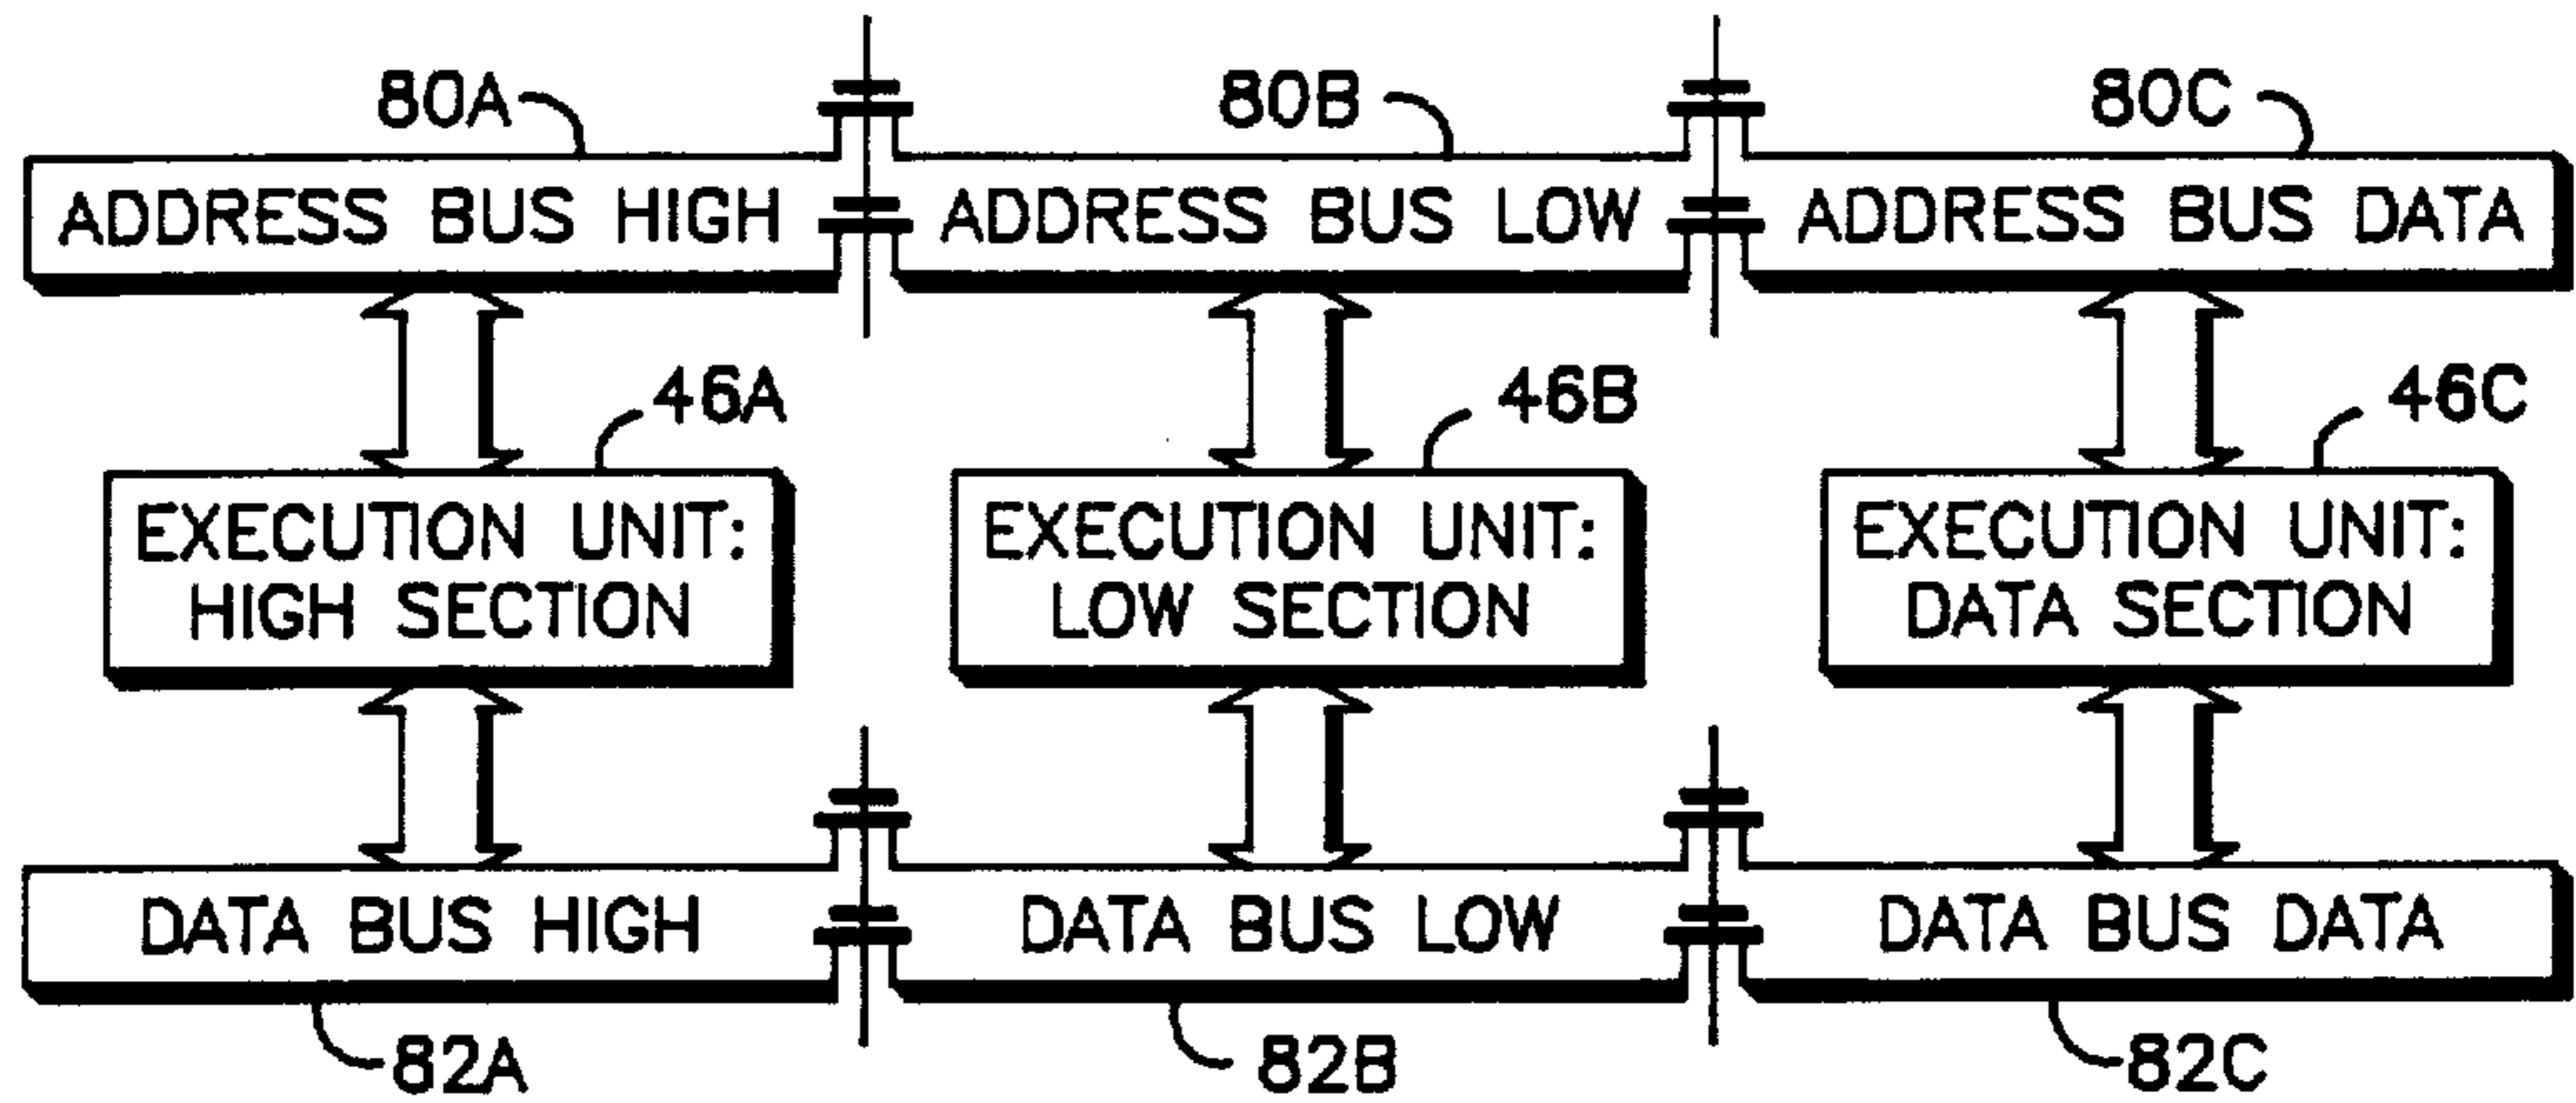 80A
80B
80C
ADDRESS BUS HIGH
ADDRESS BUS LOW
ADDRESS BUS DATA
46A
46B
46C
EXECUTION UNIT:
HIGH SECTION
EXECUTION UNIT:
LOW SECTION
EXECUTION UNIT:
DATA SECTION
DATA BUS HIGH
DATA BUS LOW
DATA BUS DATA
82A
82B
82C